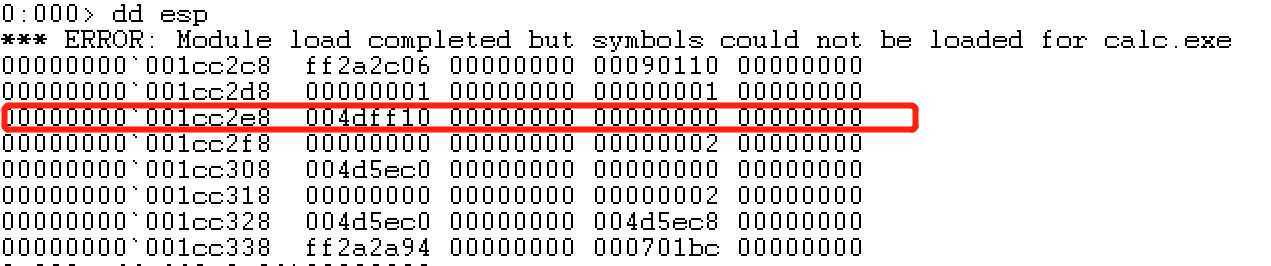 0:000> dd esp
*** ERROR: Module load completed but symbols could not be loaded for calc.exe
00000000`001cc2c8  ff2a2c06 00000000 00090110 00000000
00000000`001cc2d8  00000001 00000000 00000001 00000000
00000000`001cc2e8  004dff10 00000000 00000000 00000000
00000000`001cc2f8  00000000 00000000 00000002 00000000
00000000`001cc308  004d5ec0 00000000 00000000 00000000
00000000`001cc318  00000000 00000000 00000002 00000000
00000000`001cc328  004d5ec0 00000000 004d5ec8 00000000
00000000`001cc338  ff2a2a94 00000000 000701bc 00000000